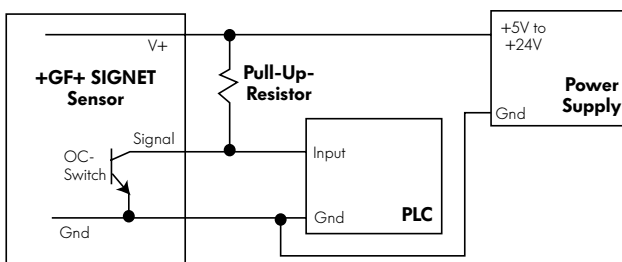 +5V to
+24V
V+
+GF+ SIGNET
Sensor
Pull-Up-
Resistor
Power
Supply
Gnd
Signal
OC-
Switch
Input
Gnd
PLC
Gnd